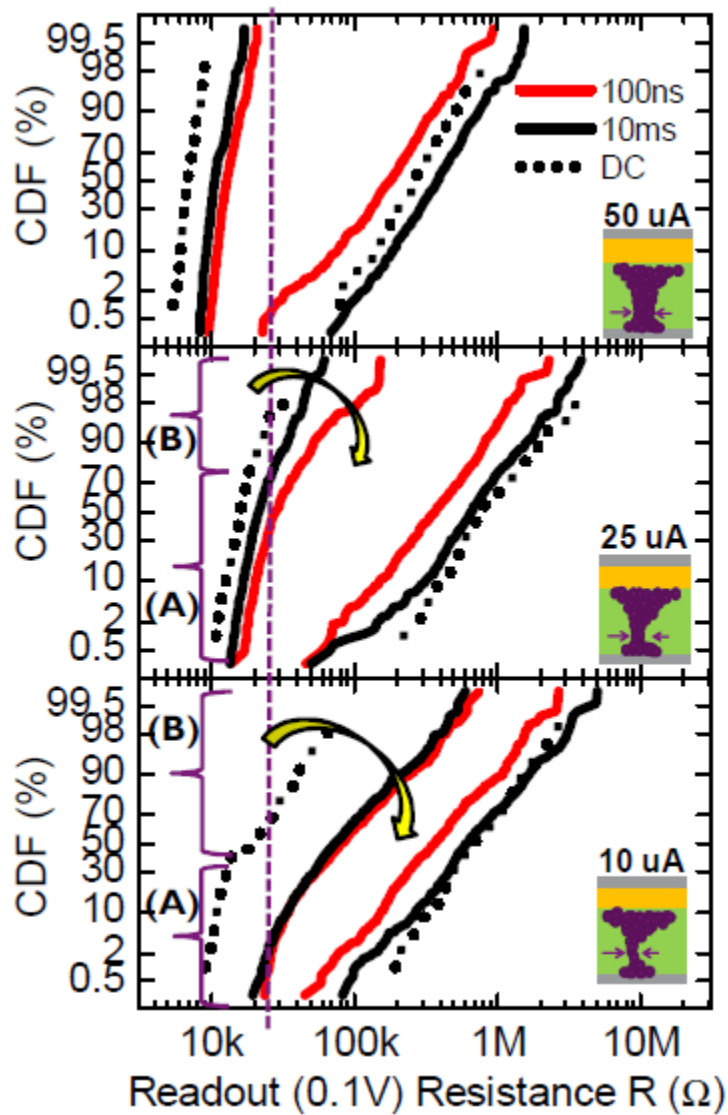 99.5
98
90
70
50
30
10
2
0.5
CDF (%)
100ns
10ms
DC
50 uA
99.5
98
90
70
50
30
10
2
0.5
CDF (%)
(B)
(A)
25 uA
99.5
98
90
70
50
30
10
2
0.5
CDF (%)
(B)
(A)
10 uA
10k 100k 1M 10M
Readout (0.1V) Resistance R (Ω)